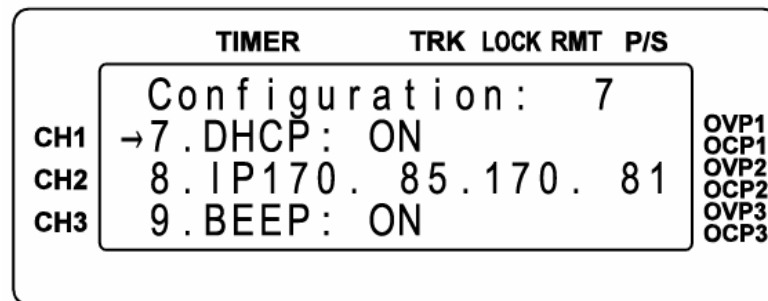 TIMER TRK LOCK RMT P/S
Configuration: 7
CH1 →7.DHCP: ON OVP1
OCP1
CH2 8.IP170. 85.170. 81 OVP2
OCP2
CH3 9.BEEP: ON OVP3
OCP3